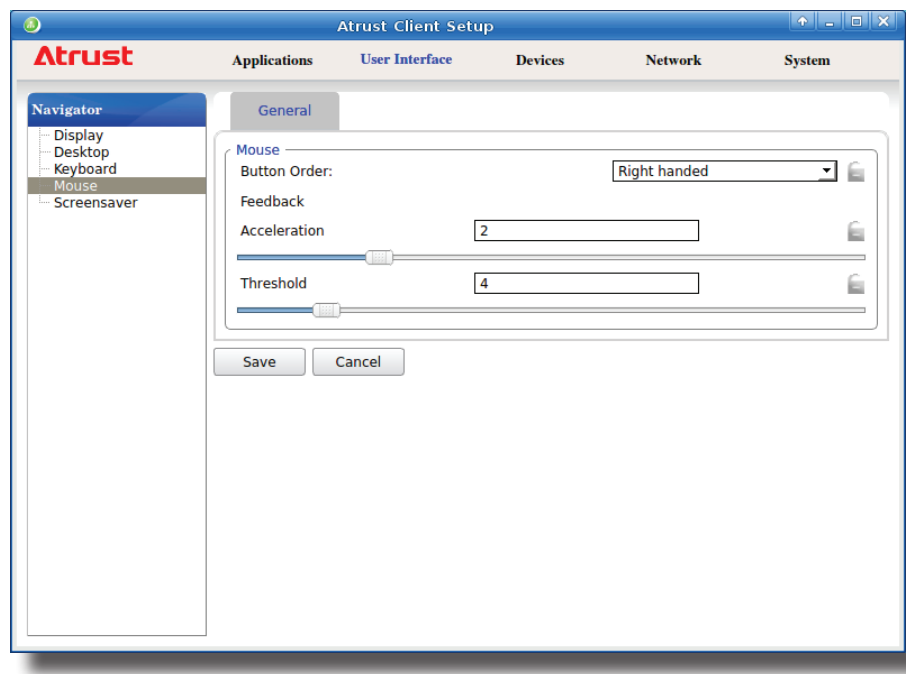 Atrust Client Setup
Atrust
Applications User Interface Devices Network System
Navigator
Display
Desktop
Keyboard
Mouse
Screensaver
General
Mouse
Button Order: Right handed
Feedback
Acceleration 2
Threshold 4
Save Cancel